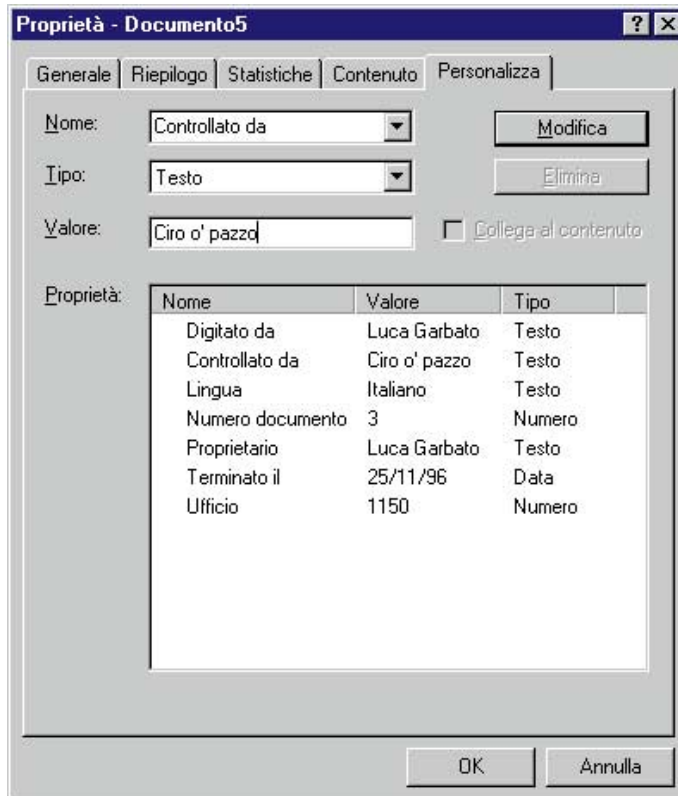 Proprietà - Documento5
Generale Riepilogo Statistiche Contenuto Personalizza
Nome: Controllato da Modifica
Tipo: Testo Elimina
Valore: Ciro o' pazzo Collega al contenuto
Proprietà: Nome Valore Tipo
Digitato da Luca Garbato Testo
Controllato da Ciro o' pazzo Testo
Lingua Italiano Testo
Numero documento 3 Numero
Proprietario Luca Garbato Testo
Terminato il 25/11/96 Data
Ufficio 1150 Numero
OK Annulla